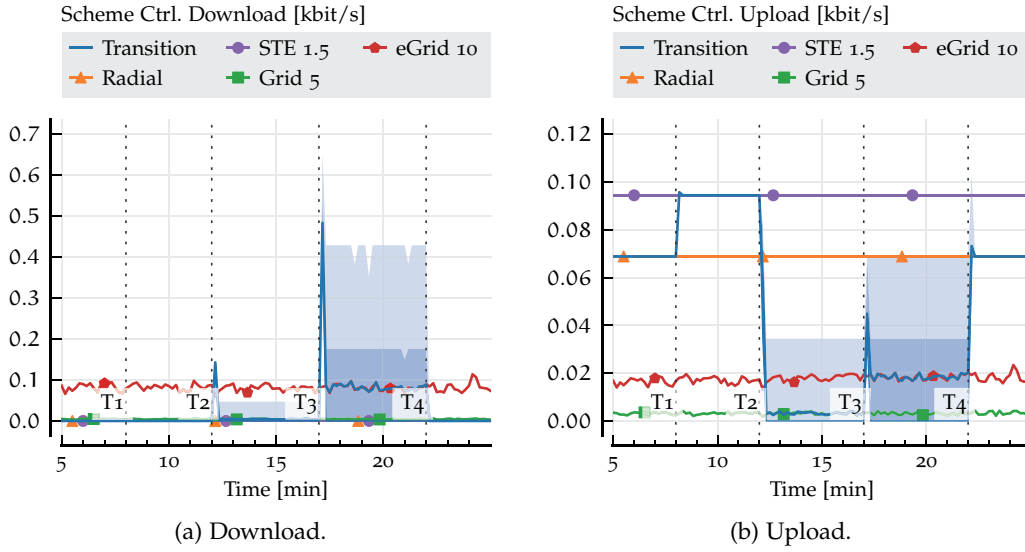 Scheme Ctrl. Download [kbit/s]
Transition STE 1.5 eGrid 10
Radial Grid 5
0.7
0.6
0.5
0.4
0.3
0.2
0.1
0.0
T1 T2 T3 T4
5 10 15 20
Time [min]
(a) Download.
Scheme Ctrl. Upload [kbit/s]
Transition STE 1.5 eGrid 10
Radial Grid 5
0.12
0.10
0.08
0.06
0.04
0.02
0.00
T1 T2 T3 T4
5 10 15 20
Time [min]
(b) Upload.